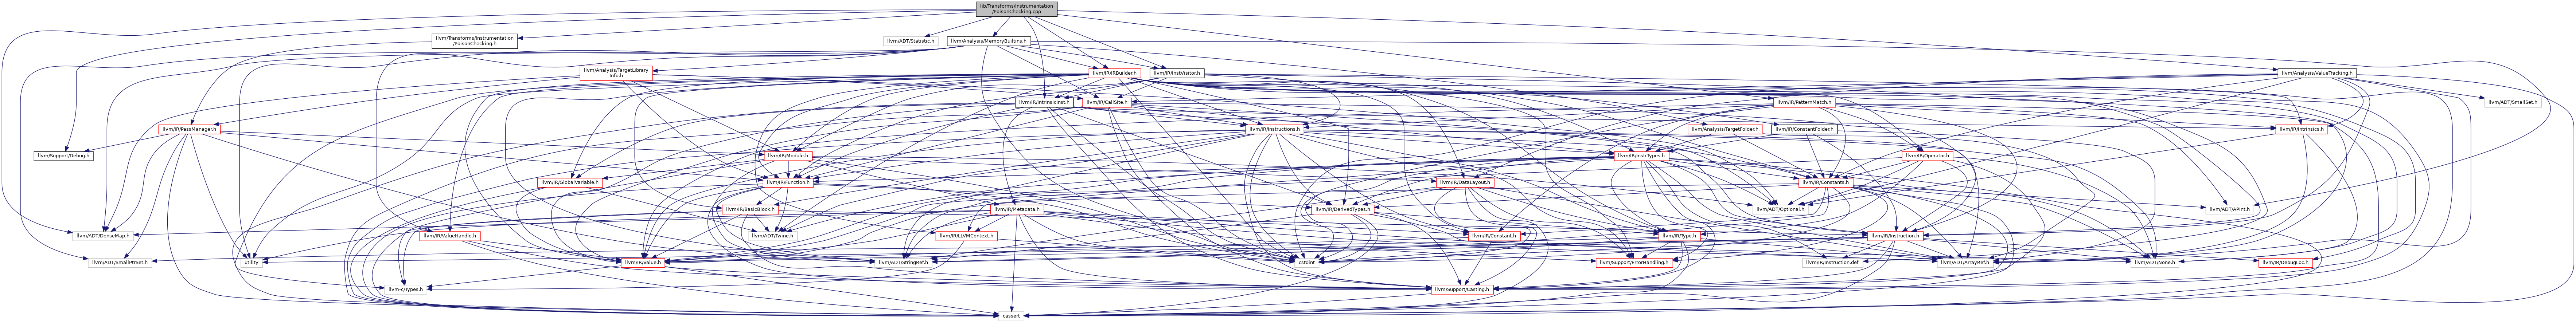 lib/Transforms/Instrumentation
/PoisonChecking.cpp
llvm/Transforms/Instrumentation
/PoisonChecking.h
llvm/ADT/Statistic.h
llvm/Analysis/MemoryBuiltins.h
llvm/Analysis/TargetLibrary
Info.h
llvm/IR/IRBuilder.h
llvm/IR/InstVisitor.h
llvm/Analysis/ValueTracking.h
llvm/IR/IntrinsicInst.h
llvm/IR/CallSite.h
llvm/IR/PatternMatch.h
llvm/ADT/SmallSet.h
llvm/IR/PassManager.h
llvm/IR/Instructions.h
llvm/Analysis/TargetFolder.h
llvm/IR/ConstantFolder.h
llvm/IR/Intrinsics.h
llvm/Support/Debug.h
llvm/IR/Module.h
llvm/IR/InstrTypes.h
llvm/IR/Operator.h
llvm/IR/GlobalVariable.h
llvm/IR/Function.h
llvm/IR/DataLayout.h
llvm/IR/Constants.h
llvm/IR/BasicBlock.h
llvm/IR/Metadata.h
llvm/IR/DerivedTypes.h
llvm/ADT/Optional.h
llvm/ADT/APInt.h
llvm/ADT/DenseMap.h
llvm/IR/ValueHandle.h
llvm/ADT/Twine.h
llvm/IR/LLVMContext.h
llvm/IR/Constant.h
llvm/IR/Type.h
llvm/IR/Instruction.h
llvm/ADT/SmallPtrSet.h
utility
llvm/IR/Value.h
llvm/ADT/StringRef.h
cstdint
llvm/Support/ErrorHandling.h
llvm/IR/Instruction.def
llvm/ADT/ArrayRef.h
llvm/ADT/None.h
llvm/IR/DebugLoc.h
llvm-c/Types.h
llvm/Support/Casting.h
cassert